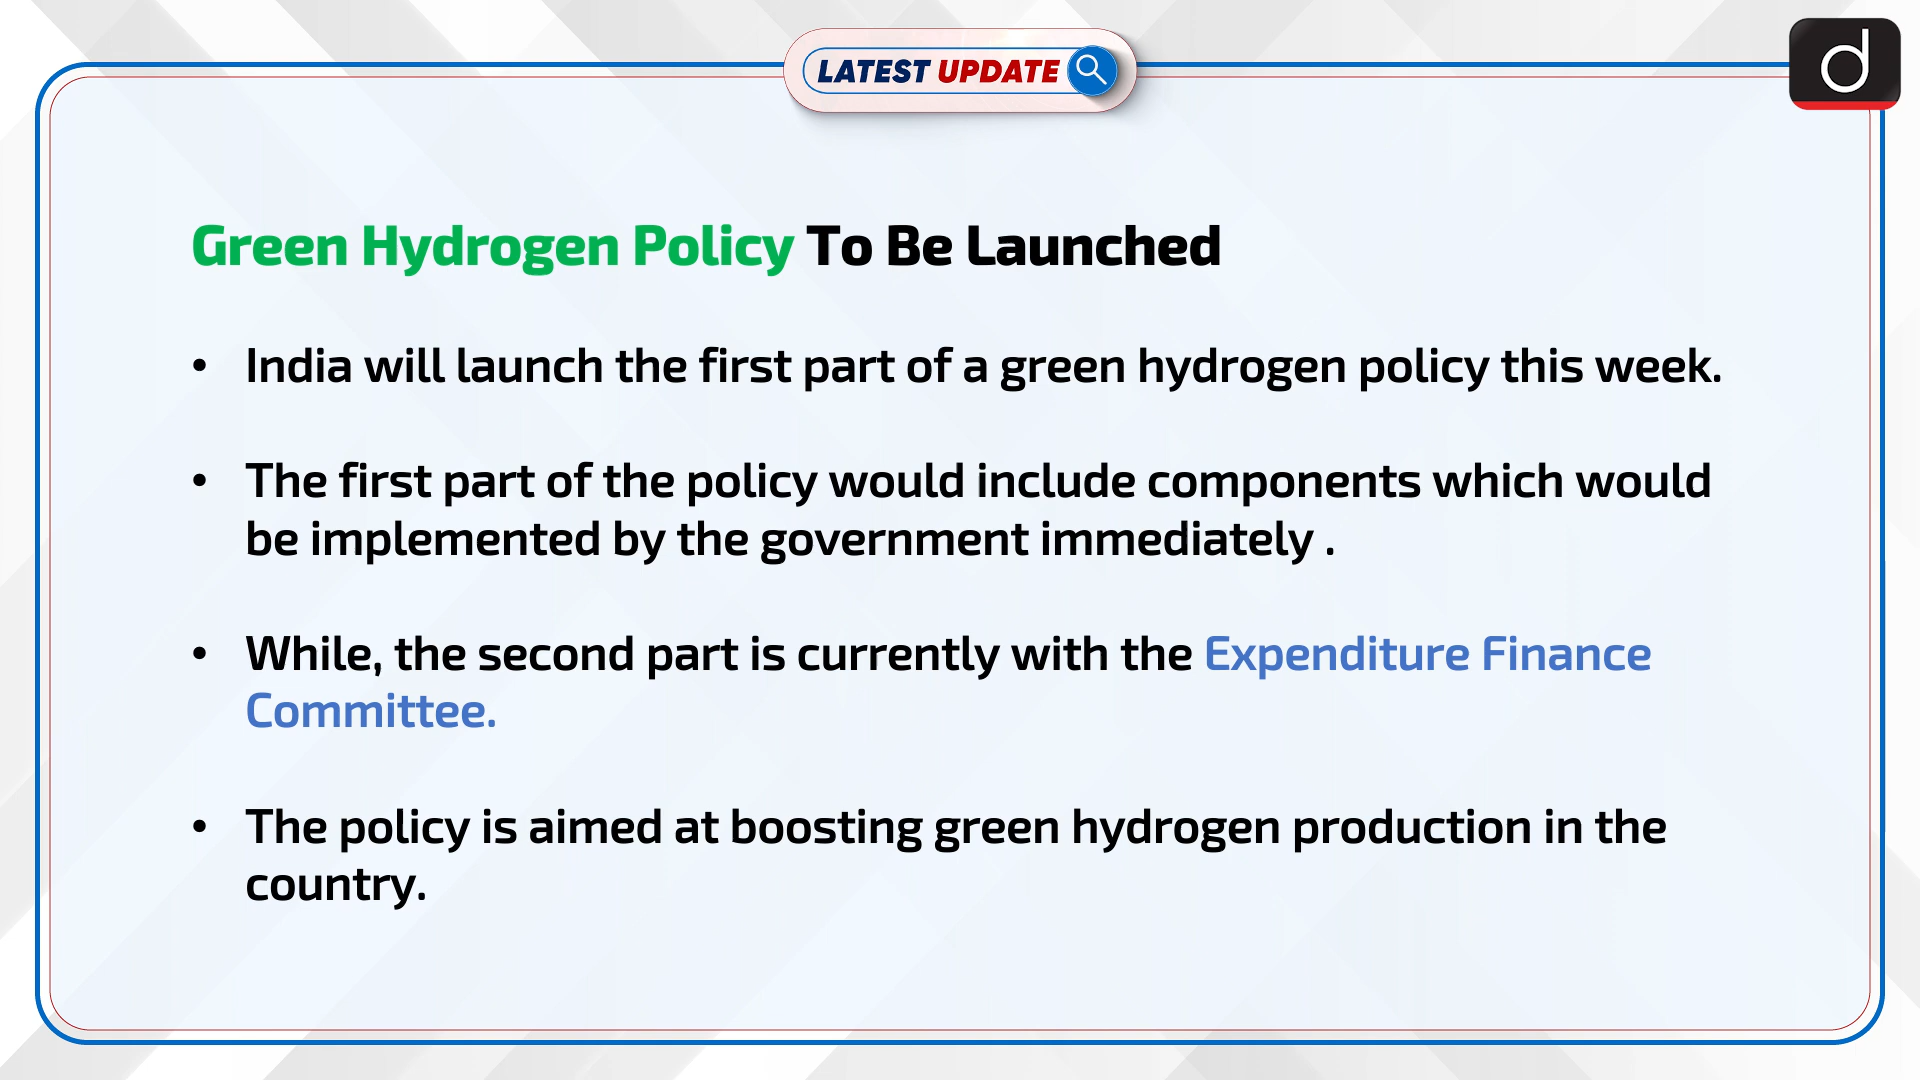 LATEST UPDATE
d
Green Hydrogen Policy To Be Launched
• India will launch the first part of a green hydrogen policy this week.
• The first part of the policy would include components which would
be implemented by the government immediately .
• While, the second part is currently with the Expenditure Finance
Committee.
• The policy is aimed at boosting green hydrogen production in the
country.